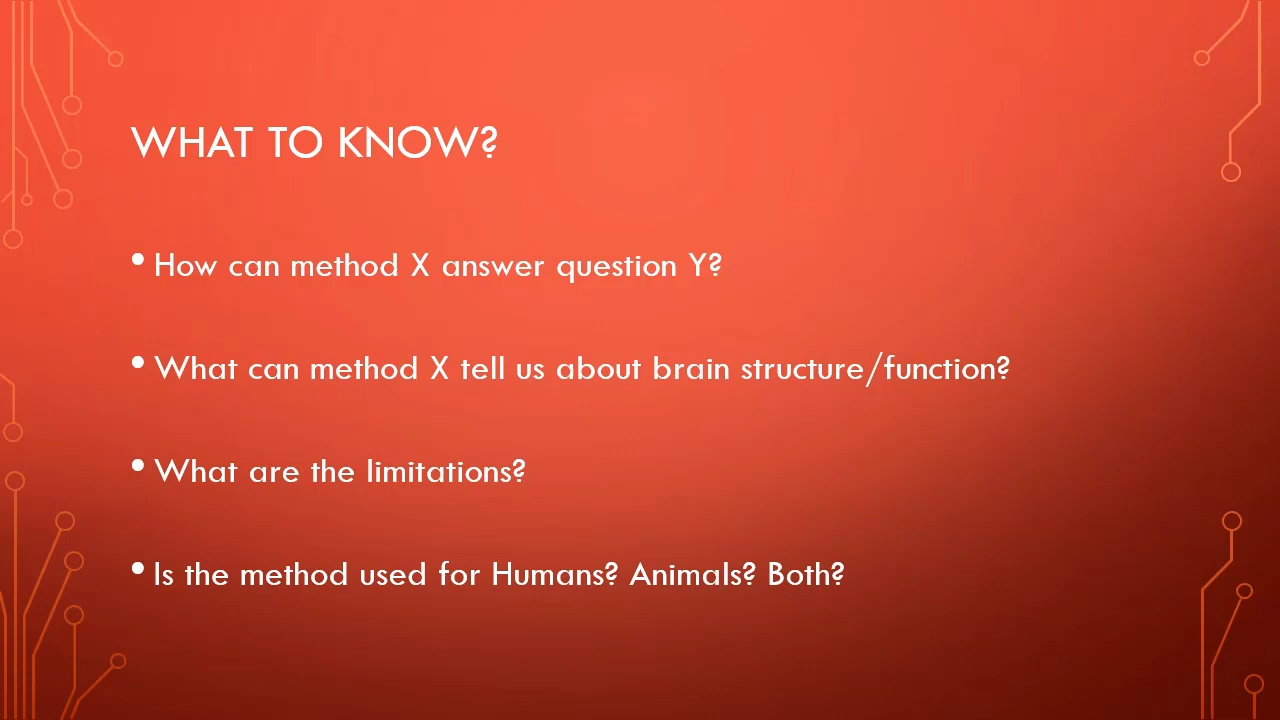 WHAT TO KNOW?
• How can method X answer question Y?
• What can method X tell us about brain structure/function?
• What are the limitations?
• Is the method used for Humans? Animals? Both?